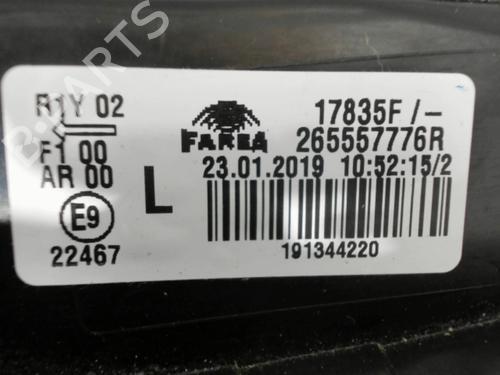 R1Y 02
F1 00
AR 00
E9
22467
L
FARBA
17835F /-
265557776R
23.01.2019 10:52:15/2
191344220
B-PARTS